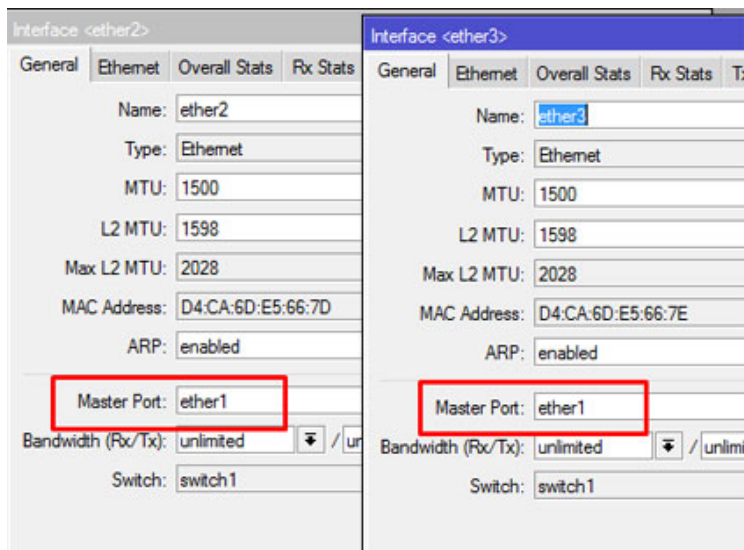 Interface <ether2>
General Ethernet Overall Stats Rx Stats
Name: ether2
Type: Ethernet
MTU: 1500
L2 MTU: 1598
Max L2 MTU: 2028
MAC Address: D4:CA:6D:E5:66:7D
ARP: enabled
Master Port: ether1
Bandwidth (Rx/Tx): unlimited / ur
Switch: switch1
Interface <ether3>
General Ethernet Overall Stats Rx Stats
Name: ether3
Type: Ethernet
MTU: 1500
L2 MTU: 1598
Max L2 MTU: 2028
MAC Address: D4:CA:6D:E5:66:7E
ARP: enabled
Master Port: ether1
Bandwidth (Rx/Tx): unlimited / unlimi
Switch: switch1